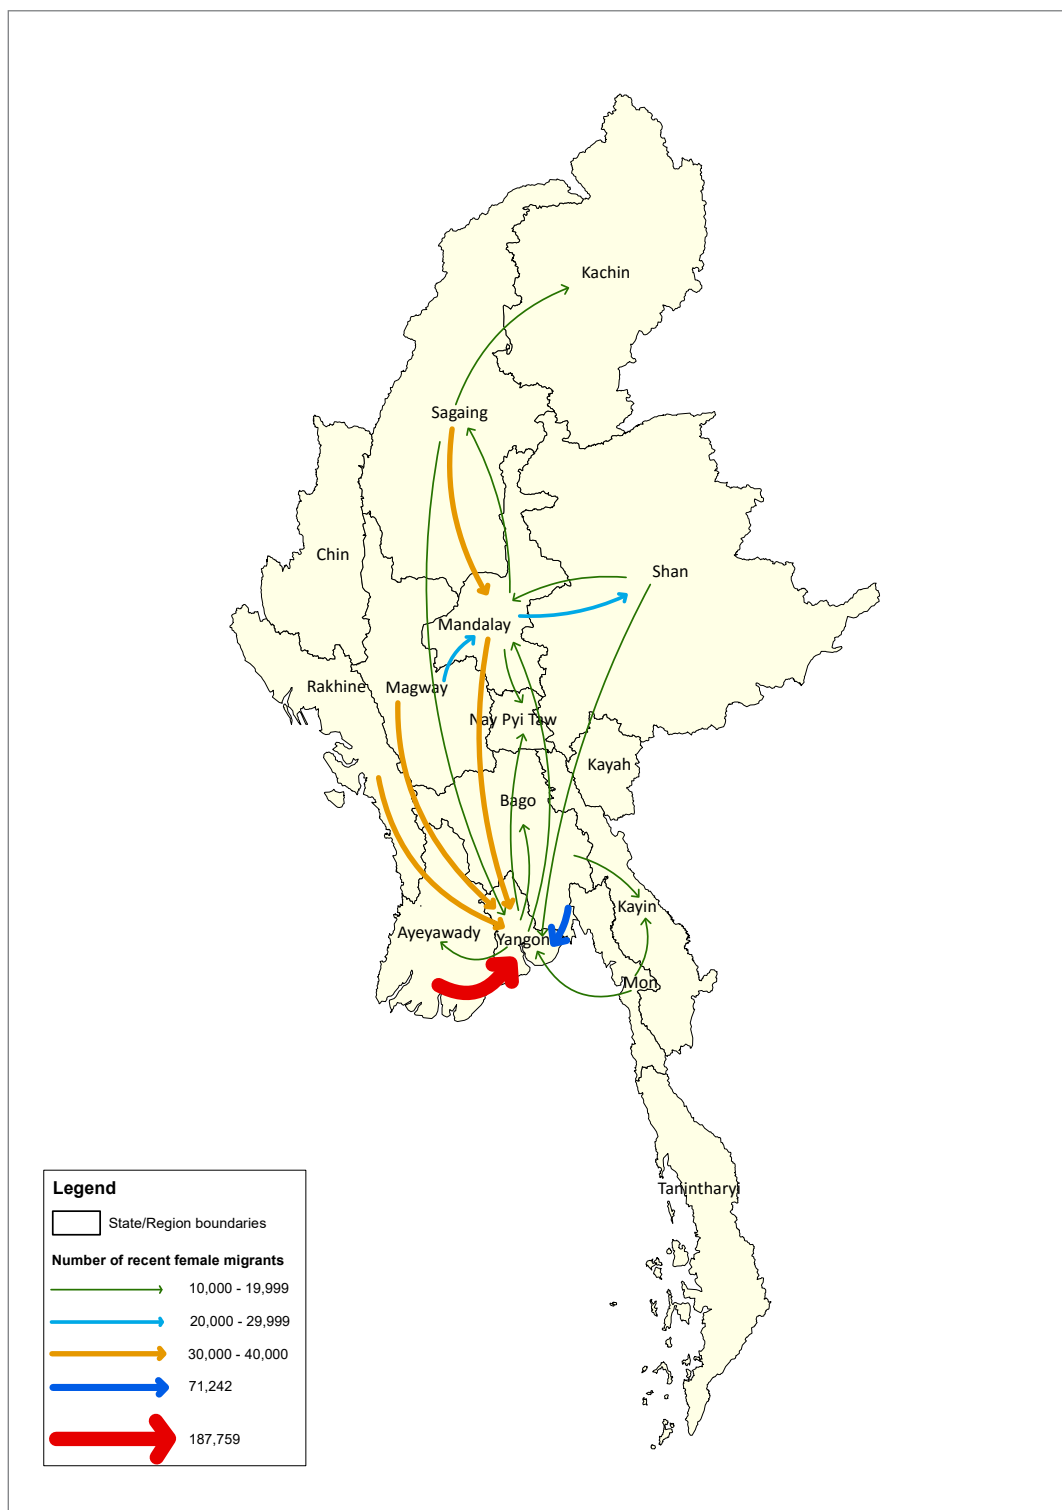 Kachin
Sagaing
Chin
Shan
Mandalay
Rakhine
Magway
Nay Pyi Taw
Kayah
Bago
Kayin
Ayeyawady
Yangon
Mon
Tanintharyi
Legend
State/Region boundaries
Number of recent female migrants
10,000 - 19,999
20,000 - 29,999
30,000 - 40,000
71,242
187,759